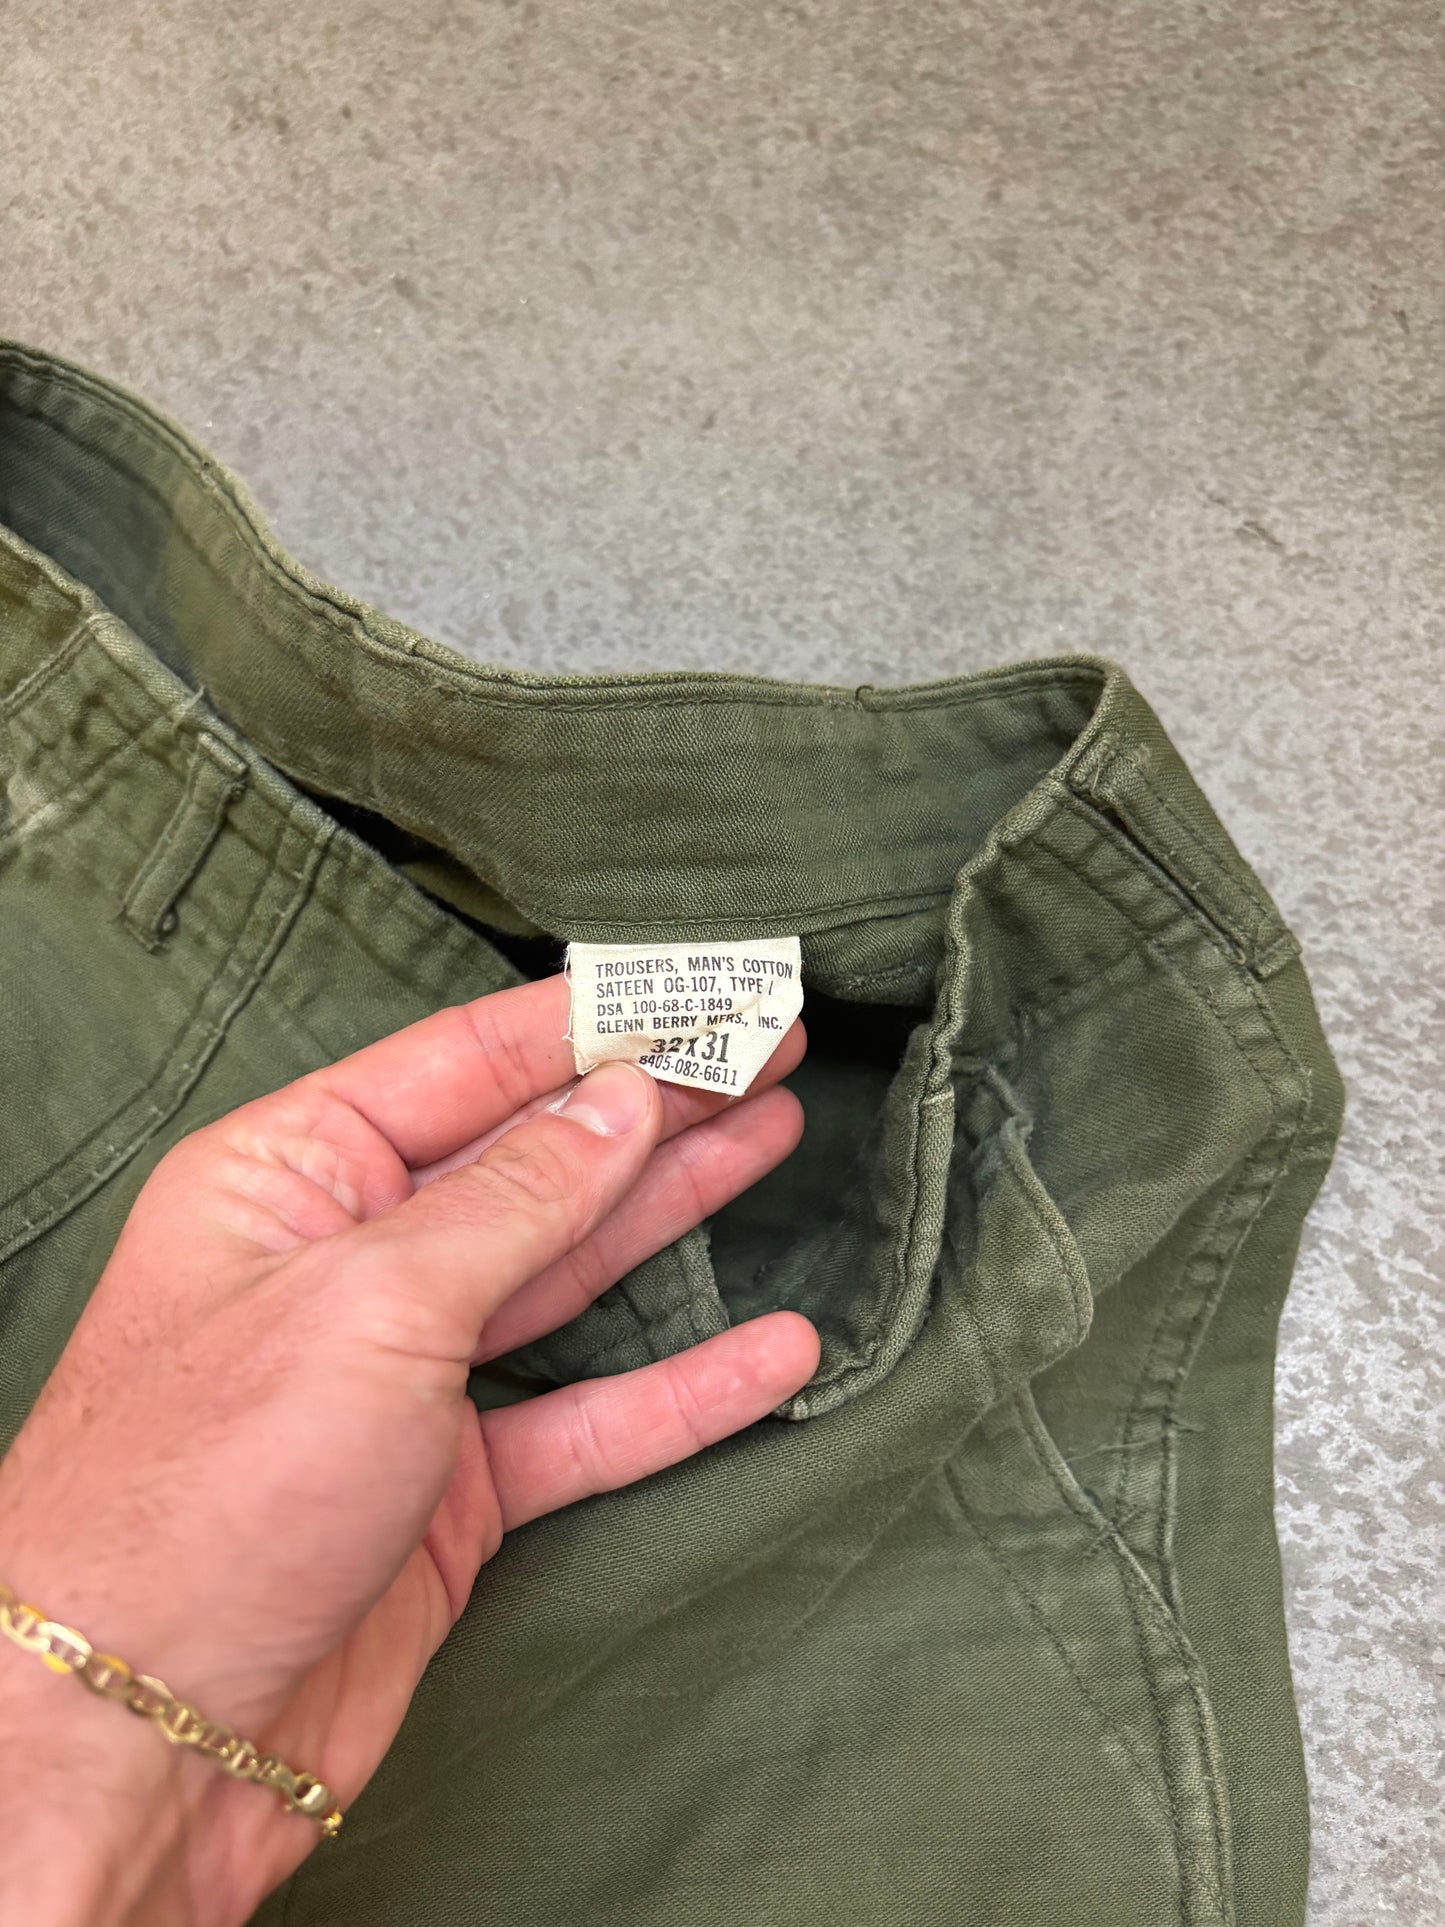 TROUSERS, MAN'S COTTON
SATEEN OG-107, TYPE I
DSA 100-68-C-1849
GLENN BERRY MFRS., INC.
32X31
8405-082-6611